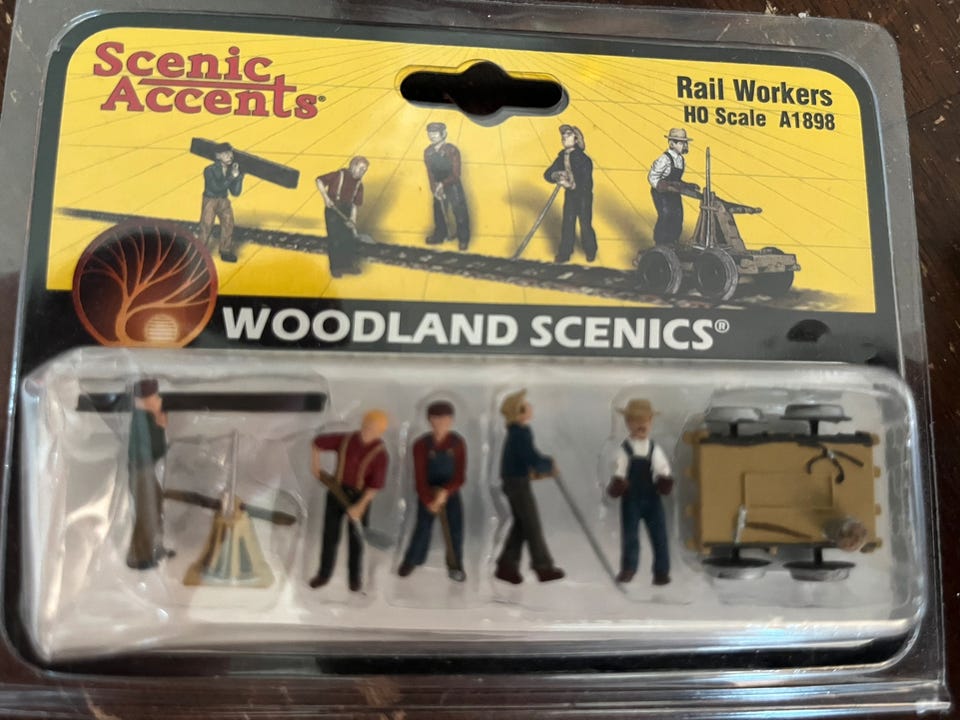 Scenic
Accents®
Rail Workers
HO Scale A1898
WOODLAND SCENICS®